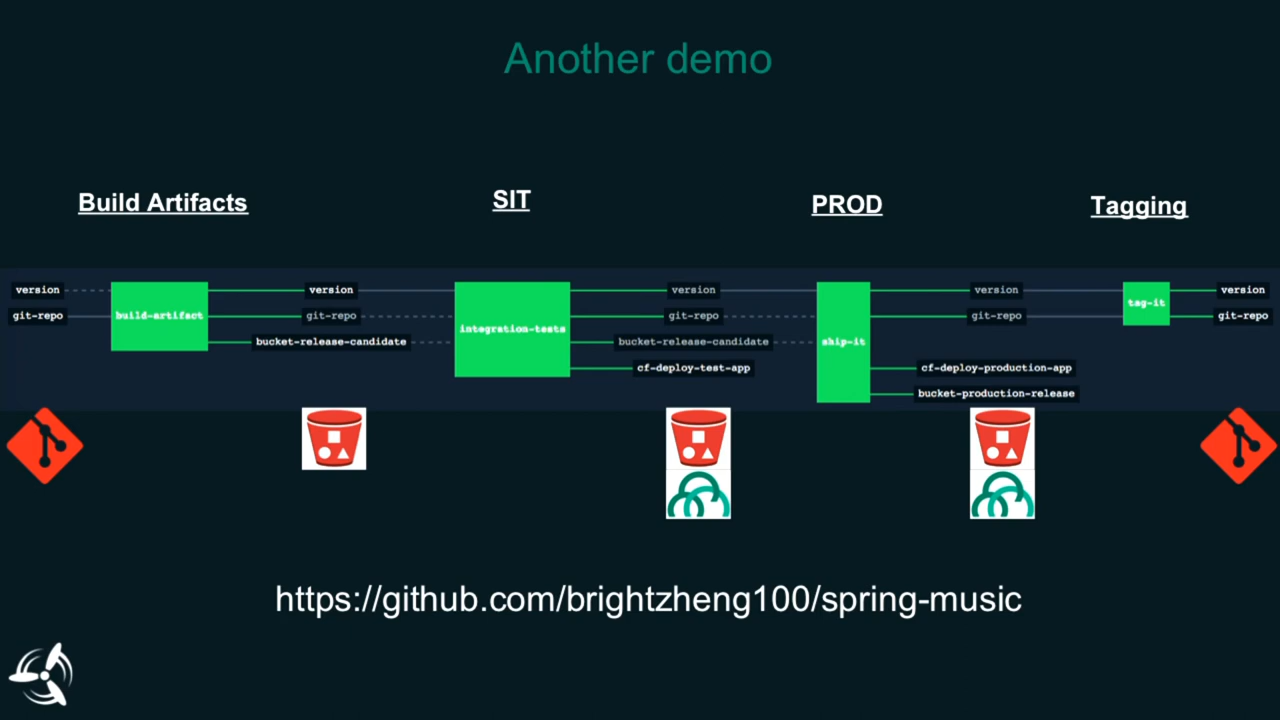 Another demo
Build Artifacts
SIT
PROD
Tagging
version
version
version
version
version
git-repo
build-artifact
git-repo
integration-tests
git-repo
ship-it
git-repo
tag-it
git-repo
bucket-release-candidate
bucket-release-candidate
cf-deploy-test-app
cf-deploy-production-app
bucket-production-release
https://github.com/brightzheng100/spring-music